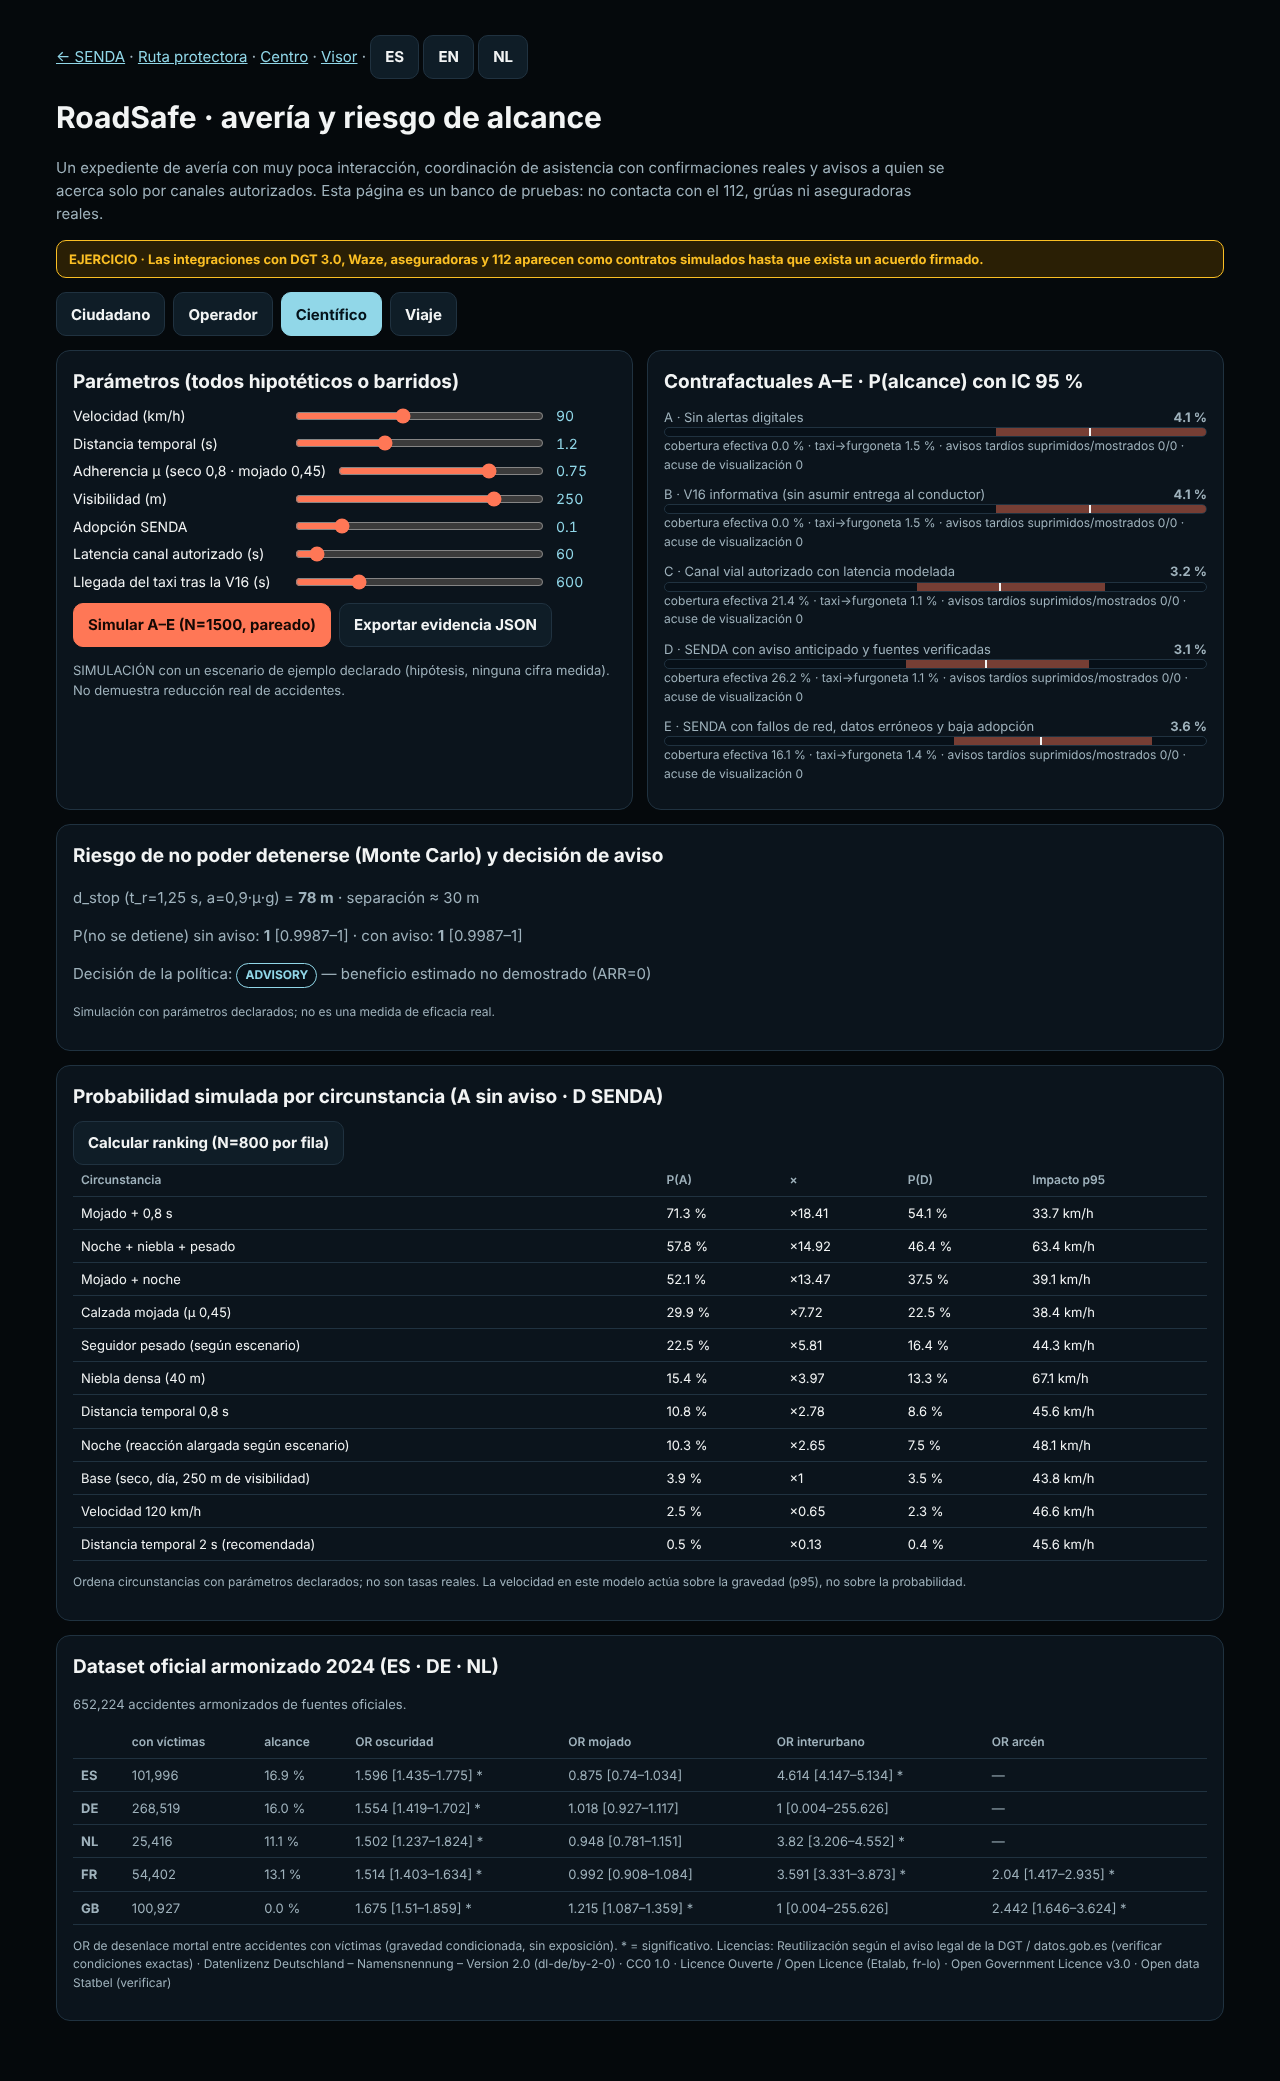 ← SENDA · Ruta protectora · Centro · Visor · ES EN NL
RoadSafe · avería y riesgo de alcance
Un expediente de avería con muy poca interacción, coordinación de asistencia con confirmaciones reales y avisos a quien se
acerca solo por canales autorizados. Esta página es un banco de pruebas: no contacta con el 112, grúas ni aseguradoras
reales.
EJERCICIO · Las integraciones con DGT 3.0, Waze, aseguradoras y 112 aparecen como contratos simulados hasta que exista un acuerdo firmado.
Ciudadano Operador Científico Viaje
Parámetros (todos hipotéticos o barridos)
Velocidad (km/h) 90
Distancia temporal (s) 1.2
Adherencia μ (seco 0,8 · mojado 0,45) 0.75
Visibilidad (m) 250
Adopción SENDA 0.1
Latencia canal autorizado (s) 60
Llegada del taxi tras la V16 (s) 600
Simular A–E (N=1500, pareado) Exportar evidencia JSON
SIMULACIÓN con un escenario de ejemplo declarado (hipótesis, ninguna cifra medida).
No demuestra reducción real de accidentes.
Contrafactuales A–E · P(alcance) con IC 95 %
A · Sin alertas digitales 4.1 %
cobertura efectiva 0.0 % · taxi→furgoneta 1.5 % · avisos tardíos suprimidos/mostrados 0/0 ·
acuse de visualización 0
B · V16 informativa (sin asumir entrega al conductor) 4.1 %
cobertura efectiva 0.0 % · taxi→furgoneta 1.5 % · avisos tardíos suprimidos/mostrados 0/0 ·
acuse de visualización 0
C · Canal vial autorizado con latencia modelada 3.2 %
cobertura efectiva 21.4 % · taxi→furgoneta 1.1 % · avisos tardíos suprimidos/mostrados 0/0 ·
acuse de visualización 0
D · SENDA con aviso anticipado y fuentes verificadas 3.1 %
cobertura efectiva 26.2 % · taxi→furgoneta 1.1 % · avisos tardíos suprimidos/mostrados 0/0 ·
acuse de visualización 0
E · SENDA con fallos de red, datos erróneos y baja adopción 3.6 %
cobertura efectiva 16.1 % · taxi→furgoneta 1.4 % · avisos tardíos suprimidos/mostrados 0/0 ·
acuse de visualización 0
Riesgo de no poder detenerse (Monte Carlo) y decisión de aviso
d_stop (t_r=1,25 s, a=0,9·μ·g) = 78 m · separación ≈ 30 m
P(no se detiene) sin aviso: 1 [0.9987–1] · con aviso: 1 [0.9987–1]
Decisión de la política: ADVISORY — beneficio estimado no demostrado (ARR=0)
Simulación con parámetros declarados; no es una medida de eficacia real.
Probabilidad simulada por circunstancia (A sin aviso · D SENDA)
Calcular ranking (N=800 por fila)
Circunstancia P(A) × P(D) Impacto p95
Mojado + 0,8 s 71.3 % ×18.41 54.1 % 33.7 km/h
Noche + niebla + pesado 57.8 % ×14.92 46.4 % 63.4 km/h
Mojado + noche 52.1 % ×13.47 37.5 % 39.1 km/h
Calzada mojada (μ 0,45) 29.9 % ×7.72 22.5 % 38.4 km/h
Seguidor pesado (según escenario) 22.5 % ×5.81 16.4 % 44.3 km/h
Niebla densa (40 m) 15.4 % ×3.97 13.3 % 67.1 km/h
Distancia temporal 0,8 s 10.8 % ×2.78 8.6 % 45.6 km/h
Noche (reacción alargada según escenario) 10.3 % ×2.65 7.5 % 48.1 km/h
Base (seco, día, 250 m de visibilidad) 3.9 % ×1 3.5 % 43.8 km/h
Velocidad 120 km/h 2.5 % ×0.65 2.3 % 46.6 km/h
Distancia temporal 2 s (recomendada) 0.5 % ×0.13 0.4 % 45.6 km/h
Ordena circunstancias con parámetros declarados; no son tasas reales. La velocidad en este modelo actúa sobre la gravedad (p95), no sobre la probabilidad.
Dataset oficial armonizado 2024 (ES · DE · NL)
652,224 accidentes armonizados de fuentes oficiales.
con víctimas alcance OR oscuridad OR mojado OR interurbano OR arcén
ES 101,996 16.9 % 1.596 [1.435–1.775] * 0.875 [0.74–1.034] 4.614 [4.147–5.134] * —
DE 268,519 16.0 % 1.554 [1.419–1.702] * 1.018 [0.927–1.117] 1 [0.004–255.626] —
NL 25,416 11.1 % 1.502 [1.237–1.824] * 0.948 [0.781–1.151] 3.82 [3.206–4.552] * —
FR 54,402 13.1 % 1.514 [1.403–1.634] * 0.992 [0.908–1.084] 3.591 [3.331–3.873] * 2.04 [1.417–2.935] *
GB 100,927 0.0 % 1.675 [1.51–1.859] * 1.215 [1.087–1.359] * 1 [0.004–255.626] 2.442 [1.646–3.624] *
OR de desenlace mortal entre accidentes con víctimas (gravedad condicionada, sin exposición). * = significativo. Licencias: Reutilización según el aviso legal de la DGT / datos.gob.es (verificar
condiciones exactas) · Datenlizenz Deutschland – Namensnennung – Version 2.0 (dl-de/by-2-0) · CC0 1.0 · Licence Ouverte / Open Licence (Etalab, fr-lo) · Open Government Licence v3.0 · Open data
Statbel (verificar)